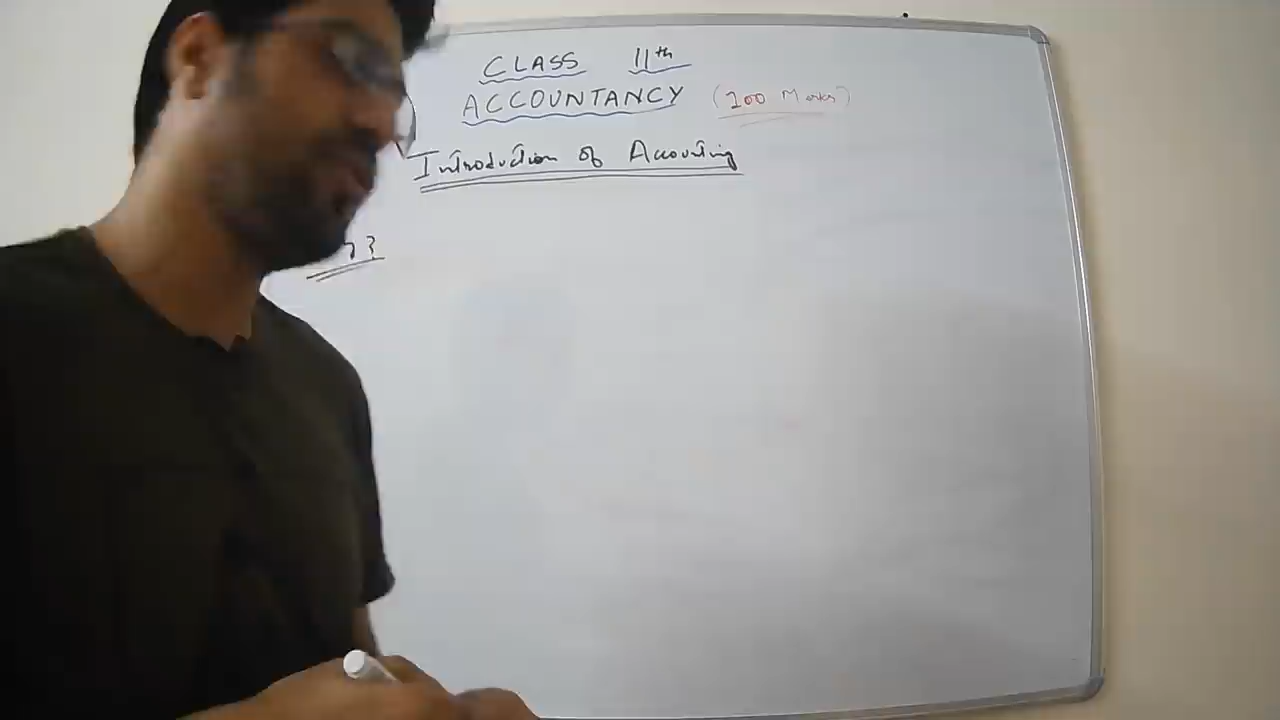 CLASS 11th
ACCOUNTANCY (100 Marks)
Introduction of Accounting